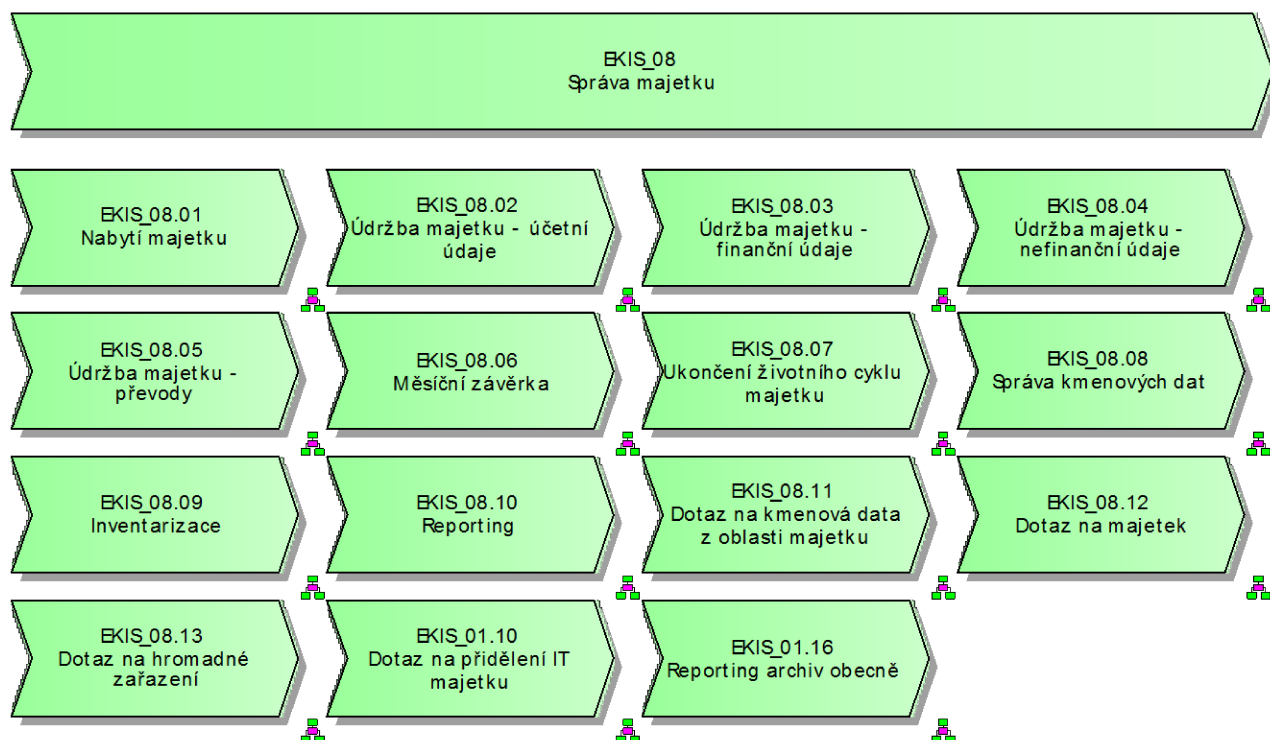 EKIS_08
Správa majetku
EKIS_08.01
Nabytí majetku
EKIS_08.02
Údržba majetku - účetní
údaje
EKIS_08.03
Údržba majetku -
finanční údaje
EKIS_08.04
Údržba majetku -
nefinanční údaje
EKIS_08.05
Údržba majetku -
převody
EKIS_08.06
Měsíční závěrka
EKIS_08.07
Ukončení životního cyklu
majetku
EKIS_08.08
Správa kmenových dat
EKIS_08.09
Inventarizace
EKIS_08.10
Reporting
EKIS_08.11
Dotaz na kmenová data
z oblasti majetku
EKIS_08.12
Dotaz na majetek
EKIS_08.13
Dotaz na hromadné
zařazení
EKIS_01.10
Dotaz na přidělení IT
majetku
EKIS_01.16
Reporting archiv obecně